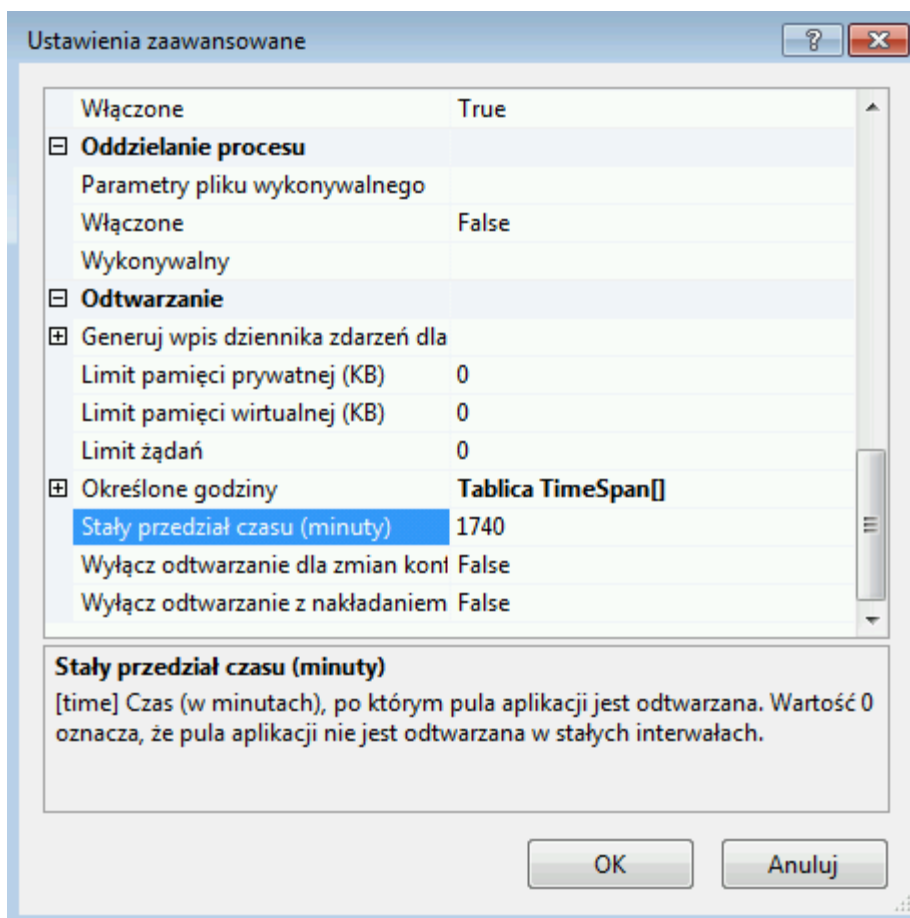 Ustawienia zaawansowane
Włączone True
Oddzielanie procesu
Parametry pliku wykonywalnego
Włączone False
Wykonywalny
Odtwarzanie
Generuj wpis dziennika zdarzeń dla
Limit pamięci prywatnej (KB) 0
Limit pamięci wirtualnej (KB) 0
Limit żądań 0
Określone godziny Tablica TimeSpan[]
Stały przedział czasu (minuty) 1740
Wyłącz odtwarzanie dla zmian konf False
Wyłącz odtwarzanie z nakładaniem False
Stały przedział czasu (minuty)
[time] Czas (w minutach), po którym pula aplikacji jest odtwarzana. Wartość 0
oznacza, że pula aplikacji nie jest odtwarzana w stałych interwałach.
OK Anuluj